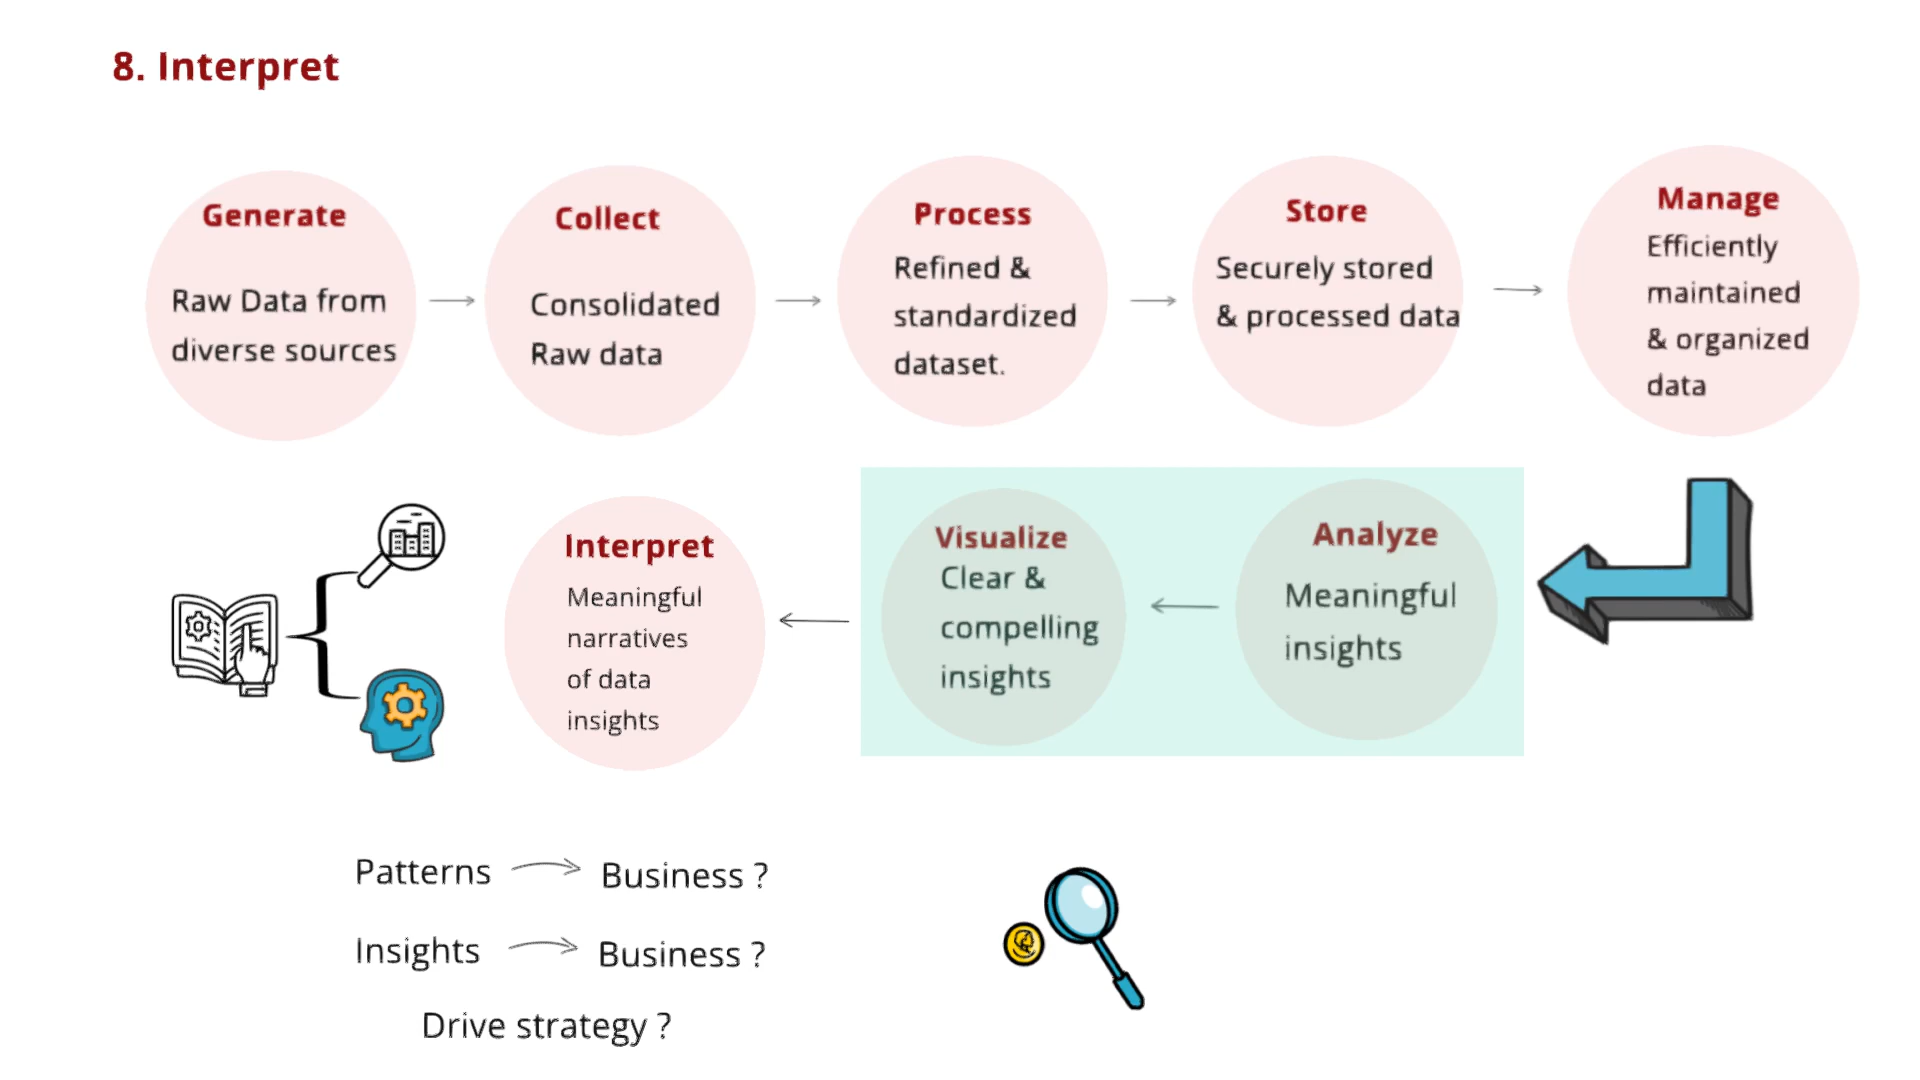 8. Interpret
Generate
Raw Data from
diverse sources
Collect
Consolidated
Raw data
Process
Refined &
standardized
dataset.
Store
Securely stored
& processed data
Manage
Efficiently
maintained
& organized
data
Interpret
Meaningful
narratives
of data
insights
Visualize
Clear &
compelling
insights
Analyze
Meaningful
insights
Patterns
Business ?
Insights
Business ?
Drive strategy ?